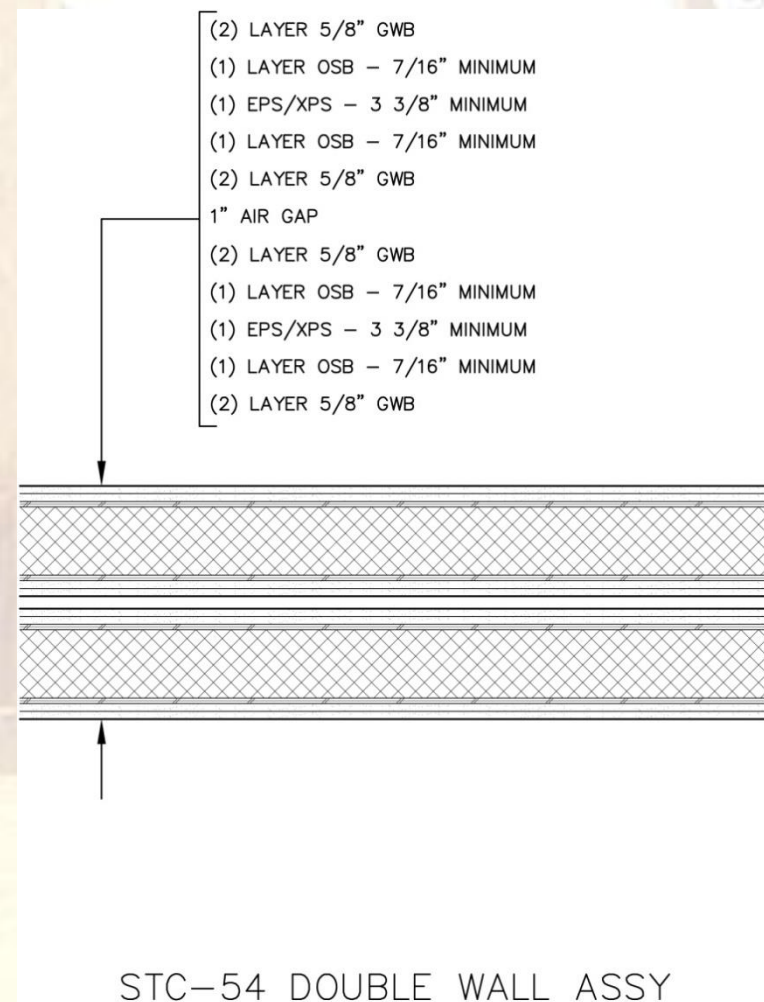 (2) LAYER 5/8" GWB
(1) LAYER OSB – 7/16" MINIMUM
(1) EPS/XPS – 3 3/8" MINIMUM
(1) LAYER OSB – 7/16" MINIMUM
(2) LAYER 5/8" GWB
1" AIR GAP
(2) LAYER 5/8" GWB
(1) LAYER OSB – 7/16" MINIMUM
(1) EPS/XPS – 3 3/8" MINIMUM
(1) LAYER OSB – 7/16" MINIMUM
(2) LAYER 5/8" GWB
STC–54 DOUBLE WALL ASSY